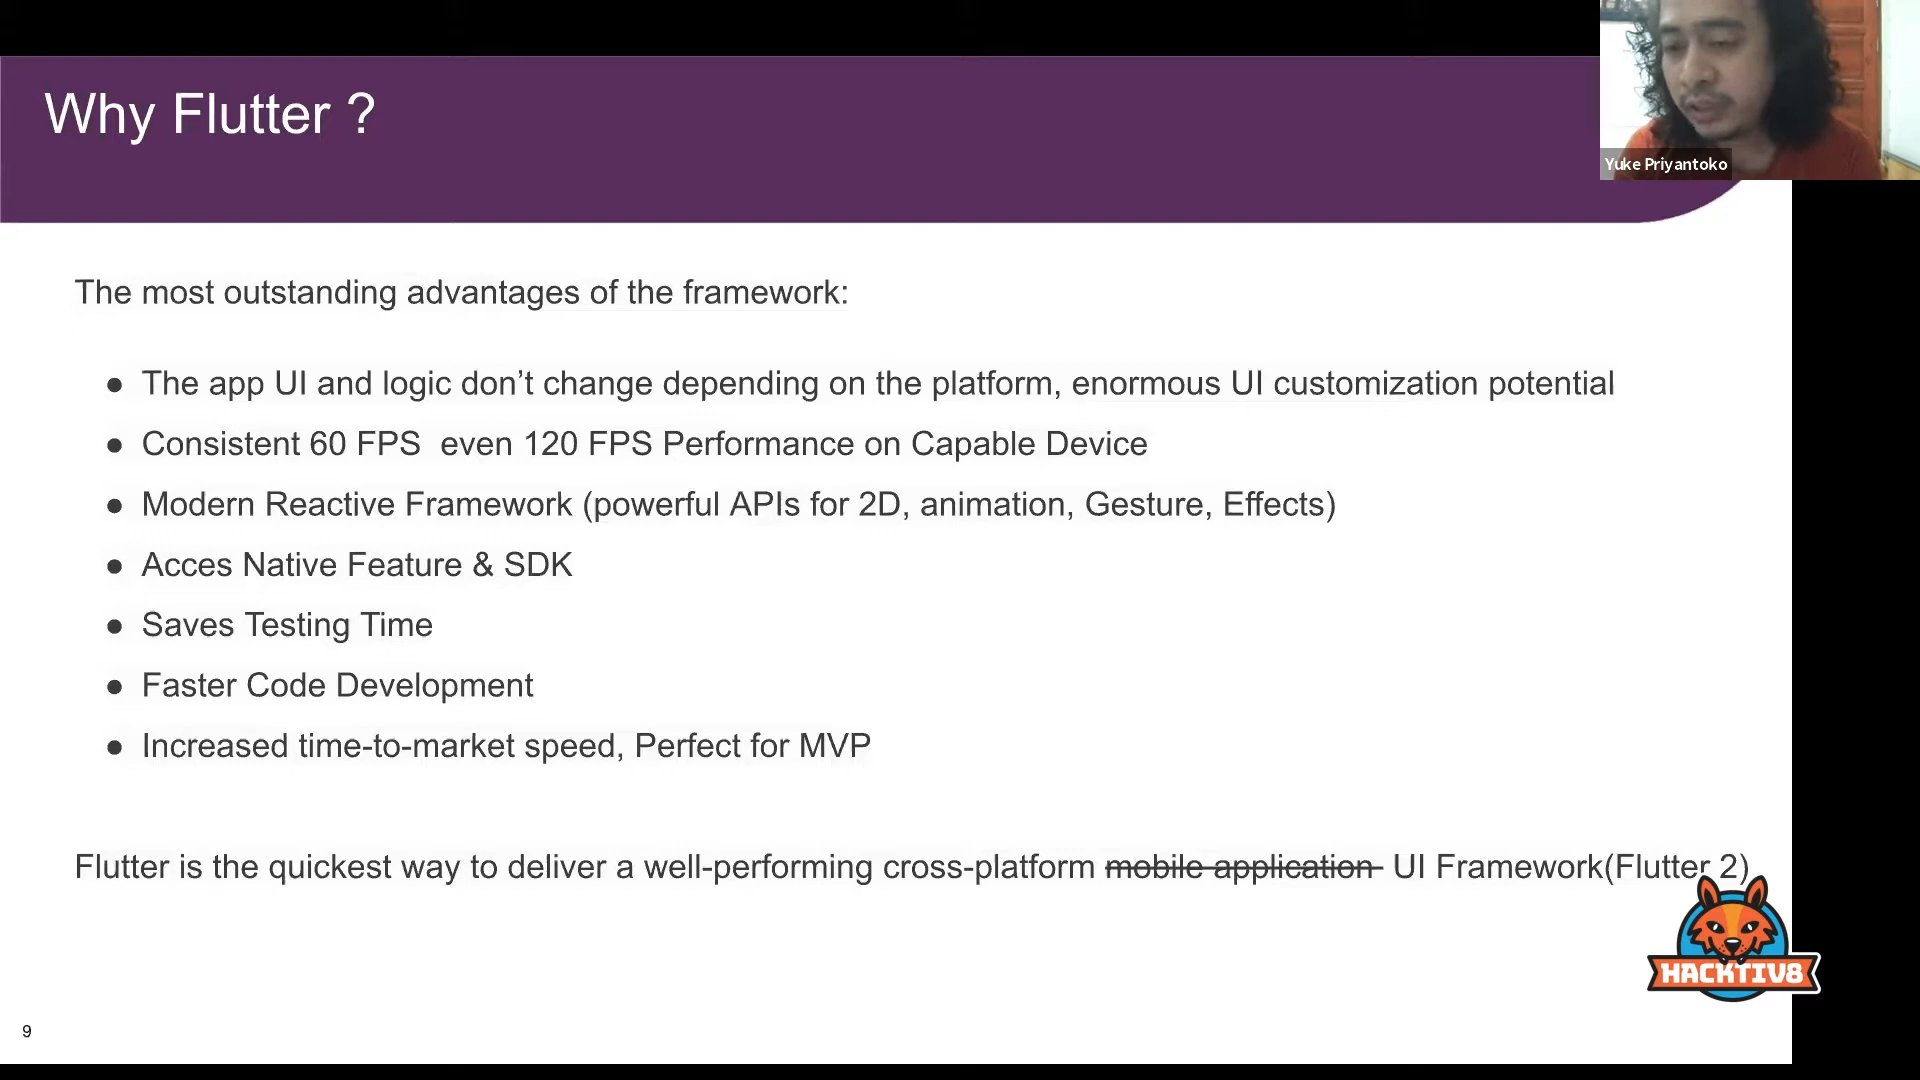 Why Flutter ?
Yuke Priyantoko
The most outstanding advantages of the framework:
● The app UI and logic don’t change depending on the platform, enormous UI customization potential
● Consistent 60 FPS  even 120 FPS Performance on Capable Device
● Modern Reactive Framework (powerful APIs for 2D, animation, Gesture, Effects)
● Acces Native Feature & SDK
● Saves Testing Time
● Faster Code Development
● Increased time-to-market speed, Perfect for MVP
Flutter is the quickest way to deliver a well-performing cross-platform mobile application UI Framework(Flutter 2)
HACKTIV8
9